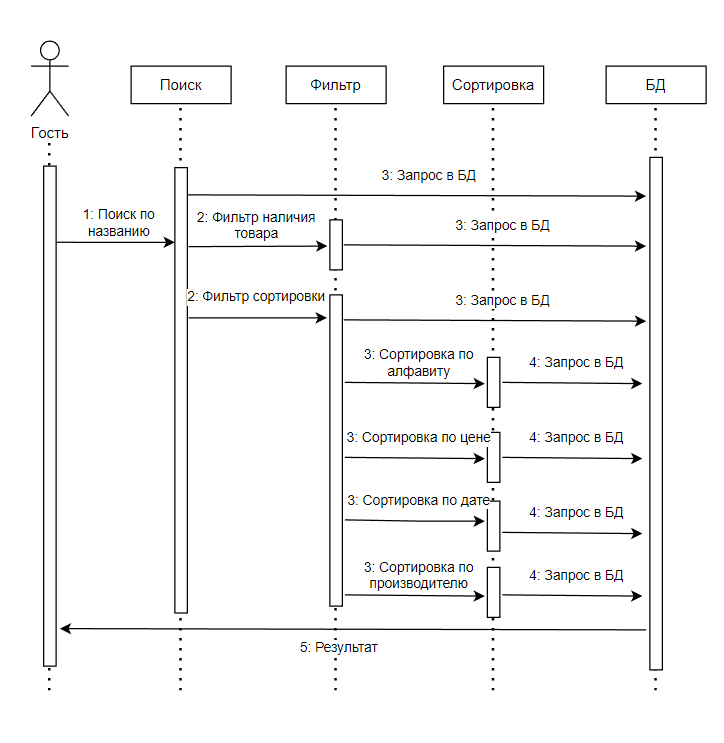 Гость
Поиск
Фильтр
Сортировка
БД
3: Запрос в БД
1: Поиск по
названию
2: Фильтр наличия
товара
3: Запрос в БД
2: Фильтр сортировки
3: Запрос в БД
3: Сортировка по
алфавиту
4: Запрос в БД
3: Сортировка по цене
4: Запрос в БД
3: Сортировка по дате
4: Запрос в БД
3: Сортировка по
производителю
4: Запрос в БД
5: Результат